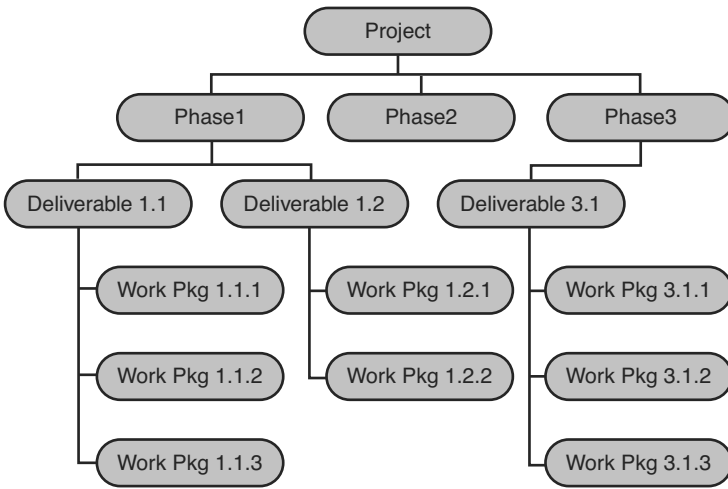 Project
Phase1
Phase2
Phase3
Deliverable 1.1
Deliverable 1.2
Deliverable 3.1
Work Pkg 1.1.1
Work Pkg 1.2.1
Work Pkg 3.1.1
Work Pkg 1.1.2
Work Pkg 1.2.2
Work Pkg 3.1.2
Work Pkg 1.1.3
Work Pkg 3.1.3